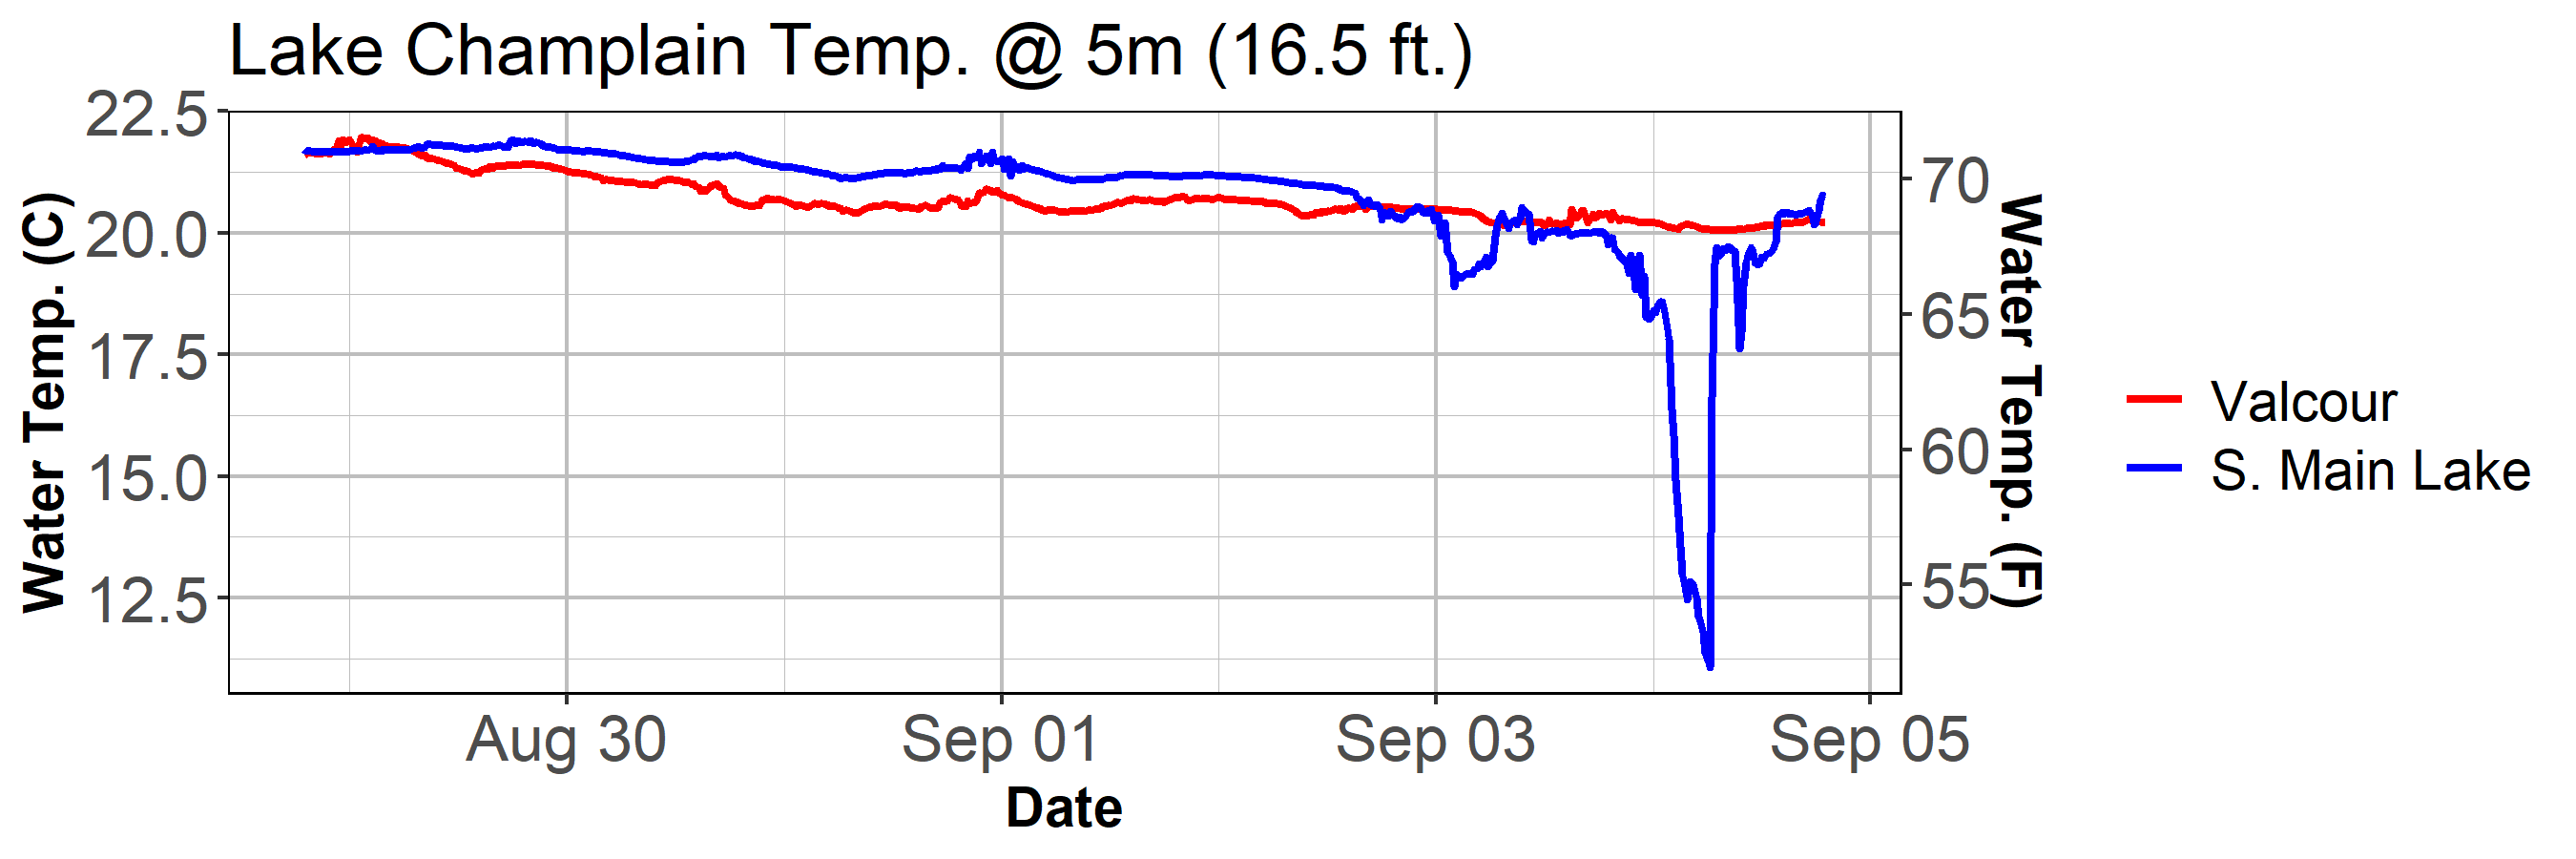 Lake Champlain Temp. @ 5m (16.5 ft.)
Water Temp. (C)
22.5
20.0
17.5
15.0
12.5
70
65
60
55
Water Temp. (F)
Aug 30 Sep 01 Sep 03 Sep 05
Date
Valcour
S. Main Lake